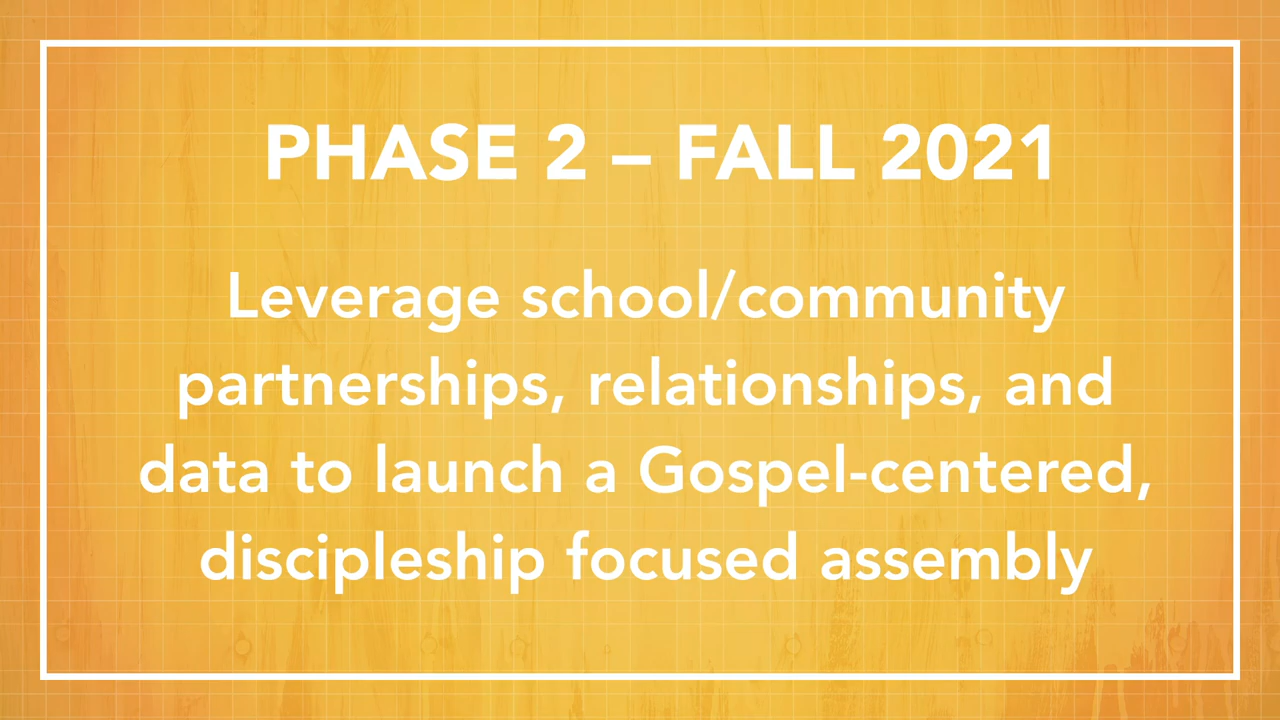 PHASE 2 – FALL 2021
Leverage school/community
partnerships, relationships, and
data to launch a Gospel-centered,
discipleship focused assembly